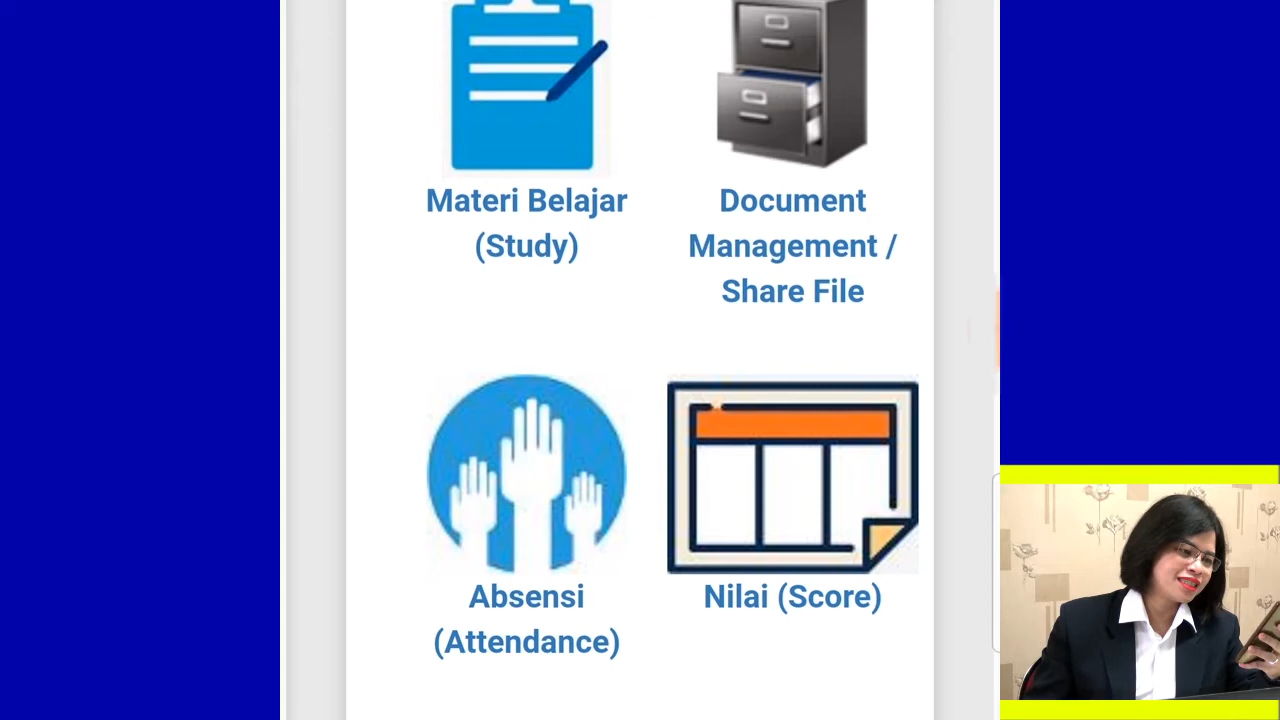 Materi Belajar
(Study)
Document
Management /
Share File
Absensi
(Attendance)
Nilai (Score)